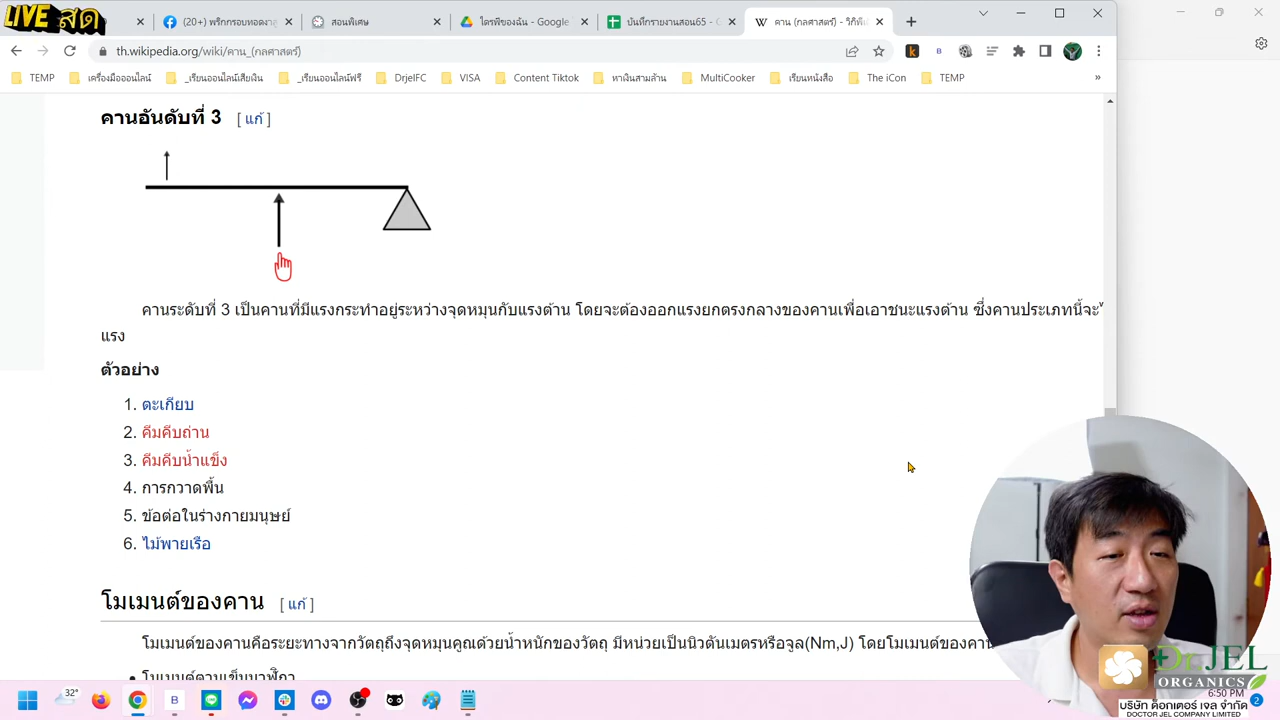 LIVE สด
(20+) พริกกรอบทอดงา
สอนพิเศษ
ไดรฟ์ของฉัน - Google
บันทึกรายงานสอน65 - G
คาน (กลศาสตร์) - วิกิพีเ
th.wikipedia.org/wiki/คาน_(กลศาสตร์)
TEMP
เครื่องมือออนไลน์
_เรียนออนไลน์เสียเงิน
_เรียนออนไลน์ฟรี
DrjelFC
VISA
Content Tiktok
ทาเงินสามล้าน
MultiCooker
เรียนหนังสือ
The iCon
TEMP
คานอันดับที่ 3 [ แก้ ]
คานระดับที่ 3 เป็นคานที่มีแรงกระทำอยู่ระหว่างจุดหมุนกับแรงต้าน โดยจะต้องออกแรงยกตรงกลางของคานเพื่อเอาชนะแรงต้าน ซึ่งคานประเภทนี้จะ
แรง
ตัวอย่าง
1. ตะเกียบ
2. คีมคีบถ่าน
3. คีมคีบน้ำแข็ง
4. การกวาดพื้น
5. ข้อต่อในร่างกายมนุษย์
6. ไม้พายเรือ
โมเมนต์ของคาน [ แก้ ]
โมเมนต์ของคานคือระยะทางจากวัตถุถึงจุดหมุนคูณด้วยน้ำหนักของวัตถุ มีหน่วยเป็นนิวตันเมตรหรือจูล(Nm,J) โดยโมเมนต์ของคาน
• โมเมนต์ตามเข็มนาฬิกา
Dr.JEL
ORGANICS
32°
6:50 PM
2
บริษัท ด็อกเตอร์ เจล จำกัด
DOCTOR JEL COMPANY LIMITED